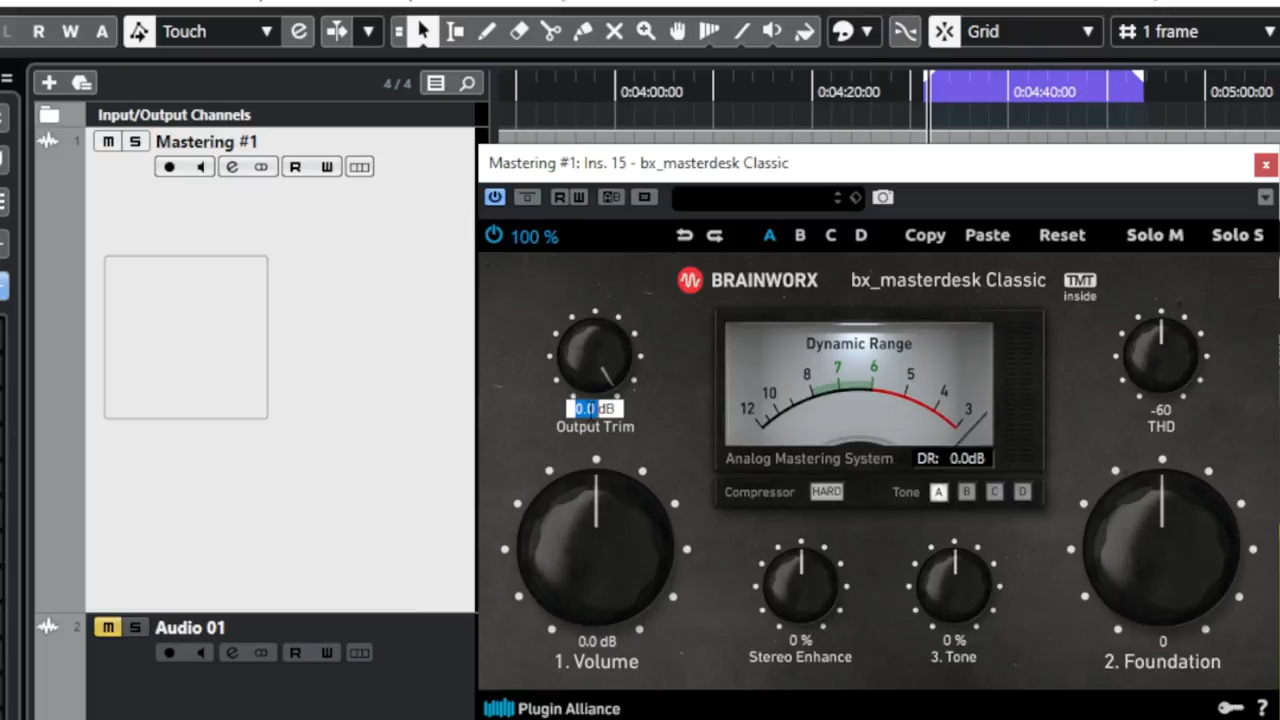 L R W A Touch e Grid 1 frame
4/4
0:04:00:00 0:04:20:00 0:04:40:00 0:05:00:00
Input/Output Channels
1 m S Mastering #1
e R W
Mastering #1: Ins. 15 - bx_masterdesk Classic x
R W
100 % A B C D Copy Paste Reset Solo M Solo S
BRAINWORX bx_masterdesk Classic TMT
inside
Dynamic Range
12 10 8 7 6 5 4 3
Analog Mastering System DR: 0.0dB
0.0 dB
Output Trim
-60
THD
Compressor HARD Tone A B C D
0.0 dB
1. Volume
0 %
Stereo Enhance
0 %
3. Tone
0
2. Foundation
2 m S Audio 01
e R W
Plugin Alliance ?